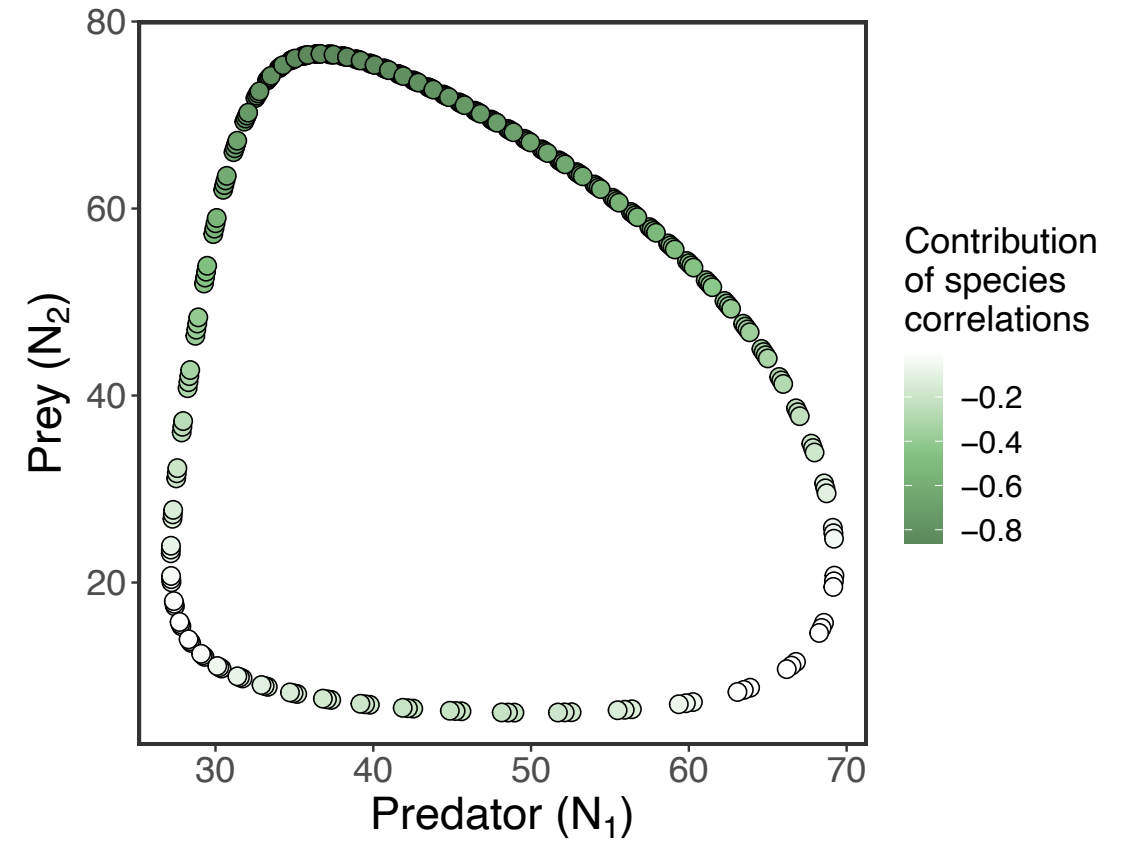 80
60
40
20
Prey (N₂)
30 40 50 60 70
Predator (N₁)
Contribution
of species
correlations
−0.2
−0.4
−0.6
−0.8